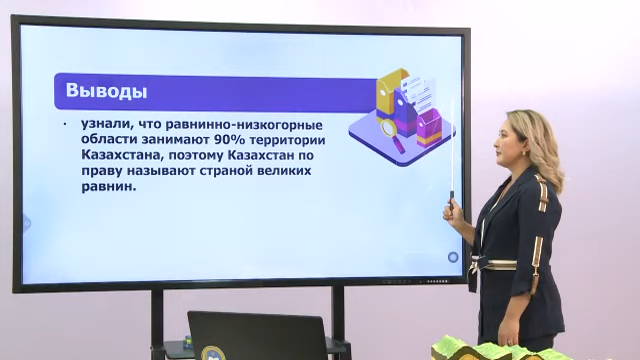 Выводы
· узнали, что равнинно-низкогорные
области занимают 90% территории
Казахстана, поэтому Казахстан по
праву называют страной великих
равнин.